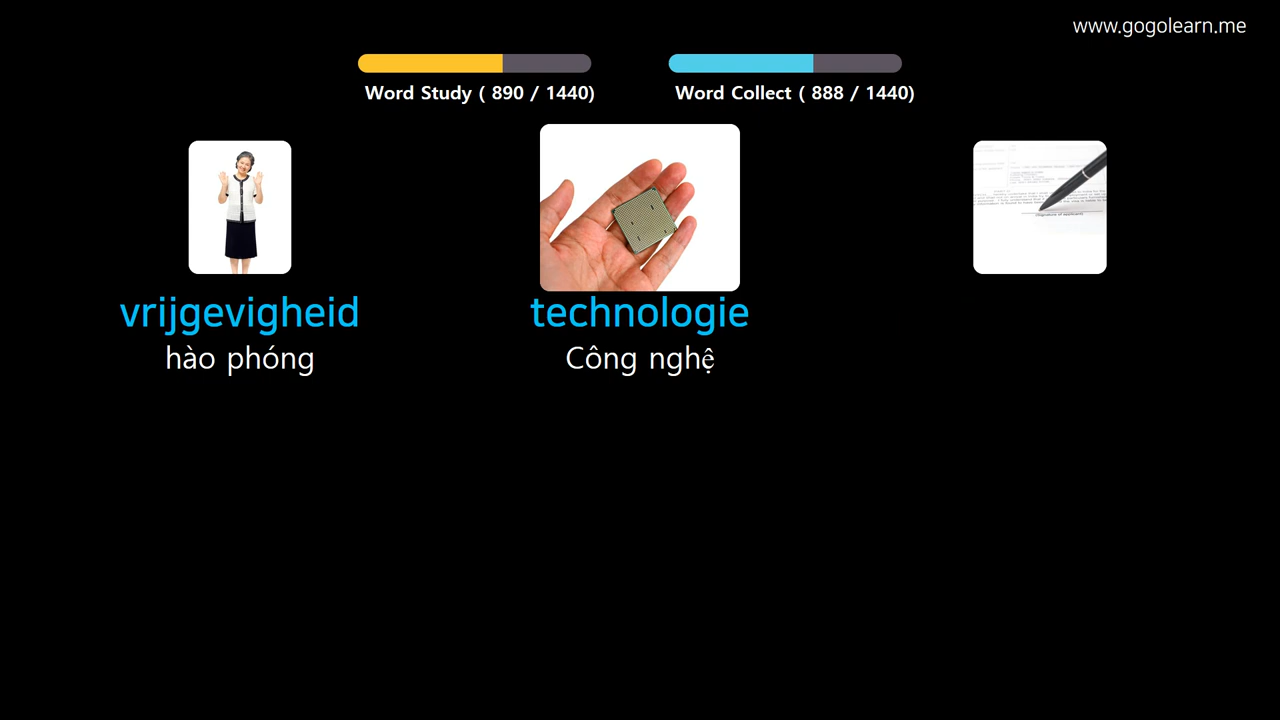 www.gogolearn.me
Word Study ( 890 / 1440)
Word Collect ( 888 / 1440)
vrijgevigheid
technologie
hào phóng
Công nghệ